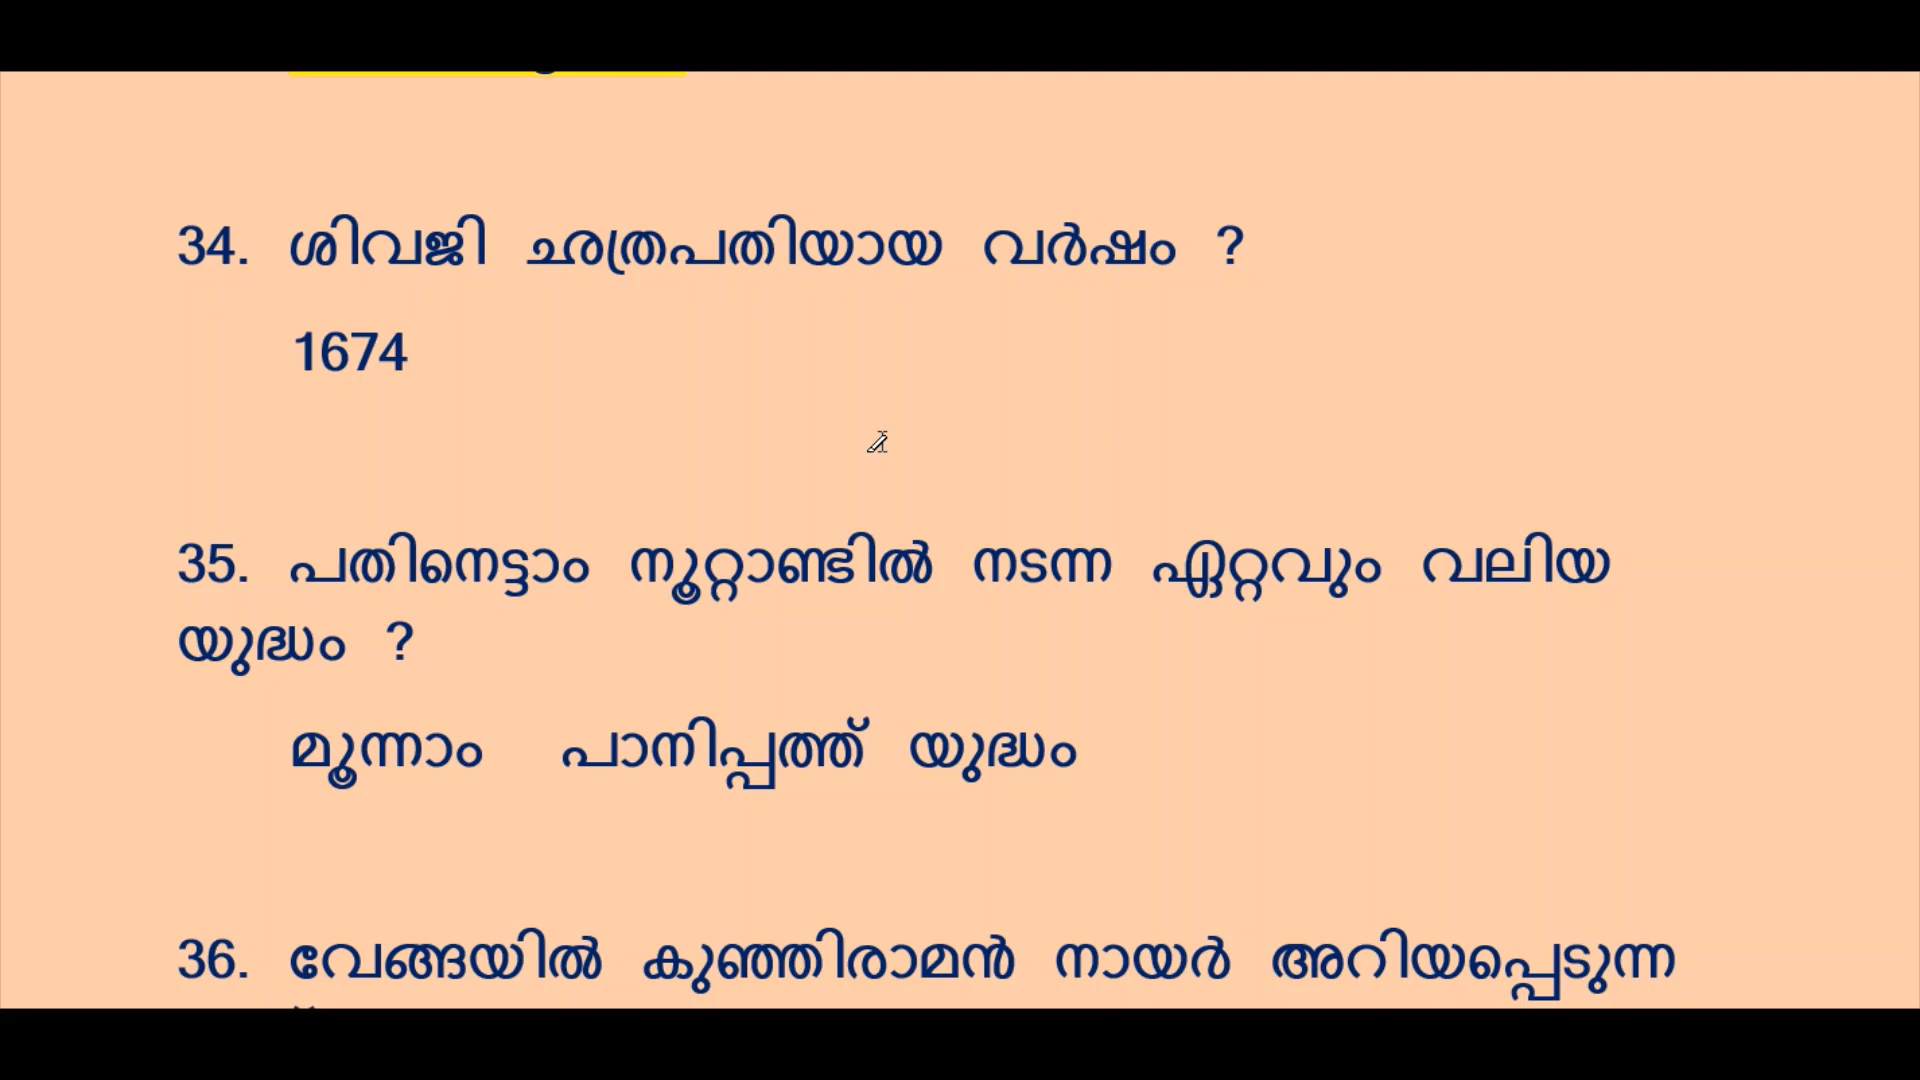 34. ശിവജി ഛത്രപതിയായ വർഷം ?
1674
35. പതിനെട്ടാം നൂറ്റാണ്ടിൽ നടന്ന ഏറ്റവും വലിയ
യുദ്ധം ?
മൂന്നാം പാനിപ്പത്ത് യുദ്ധം
36. വേങ്ങയിൽ കുഞ്ഞിരാമൻ നായർ അറിയപ്പെടുന്ന